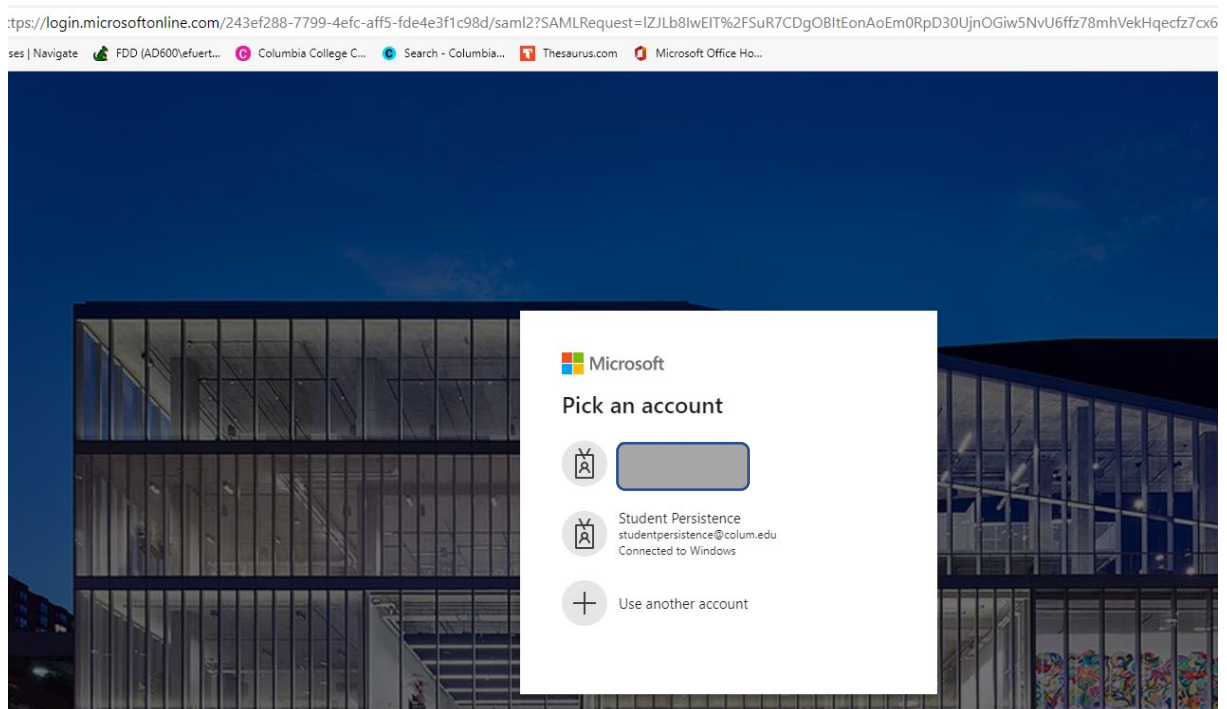 ttps://login.microsoftonline.com/243ef288-7799-4efc-aff5-fde4e3f1c98d/saml2?SAMLRequest=lZJLb8IwEIT%2FSuR7CDgOBItEonAoEm0RpD30UjnOGiw5NvU6ffz78mhVekHqecfz7cx6
ses | Navigate FDD (AD600\efuert... Columbia College C... Search - Columbia... Thesaurus.com Microsoft Office Ho...
Microsoft
Pick an account
Student Persistence
studentpersistence@colum.edu
Connected to Windows
Use another account